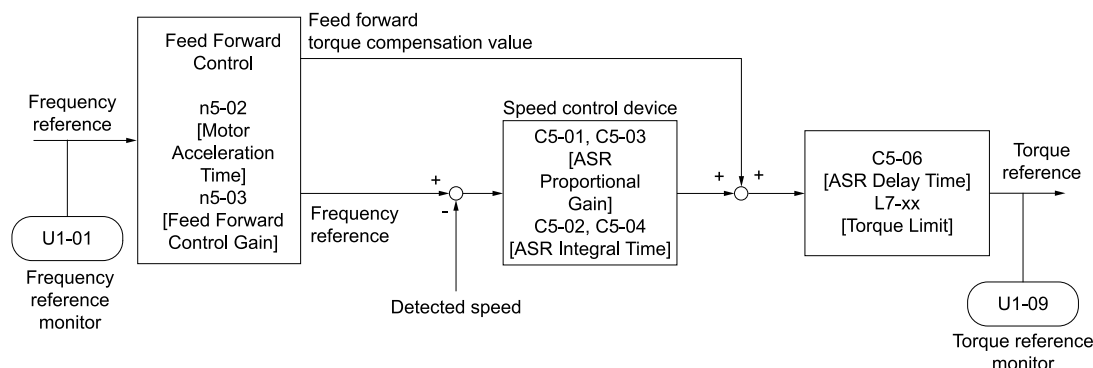 Feed forward
torque compensation value
Feed Forward
Control
n5-02
[Motor
Acceleration
Time]
n5-03
[Feed Forward
Control Gain]
Frequency
reference
U1-01
Frequency
reference
monitor
+
-
Frequency
reference
Detected speed
Speed control device
C5-01, C5-03
[ASR
Proportional
Gain]
C5-02, C5-04
[ASR Integral Time]
+
+
C5-06
[ASR Delay Time]
L7-xx
[Torque Limit]
Torque
reference
U1-09
Torque reference
monitor